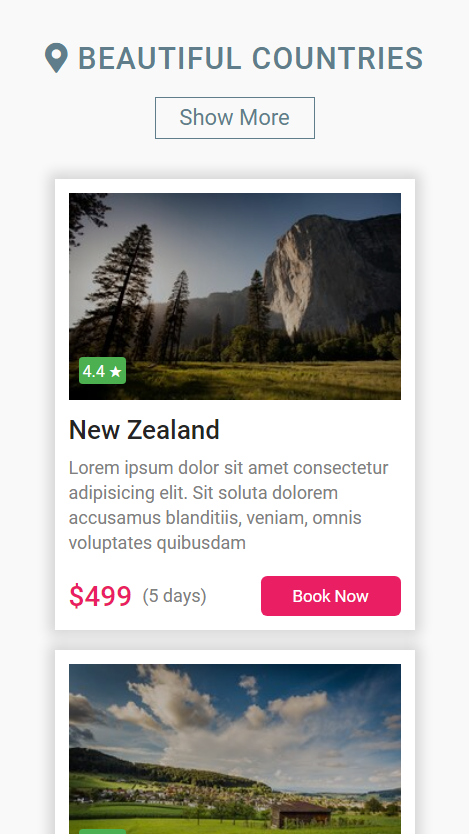 BEAUTIFUL COUNTRIES
Show More
4.4 ★
New Zealand
Lorem ipsum dolor sit amet consectetur
adipisicing elit. Sit soluta dolorem
accusamus blanditiis, veniam, omnis
voluptates quibusdam
$499 (5 days)
Book Now